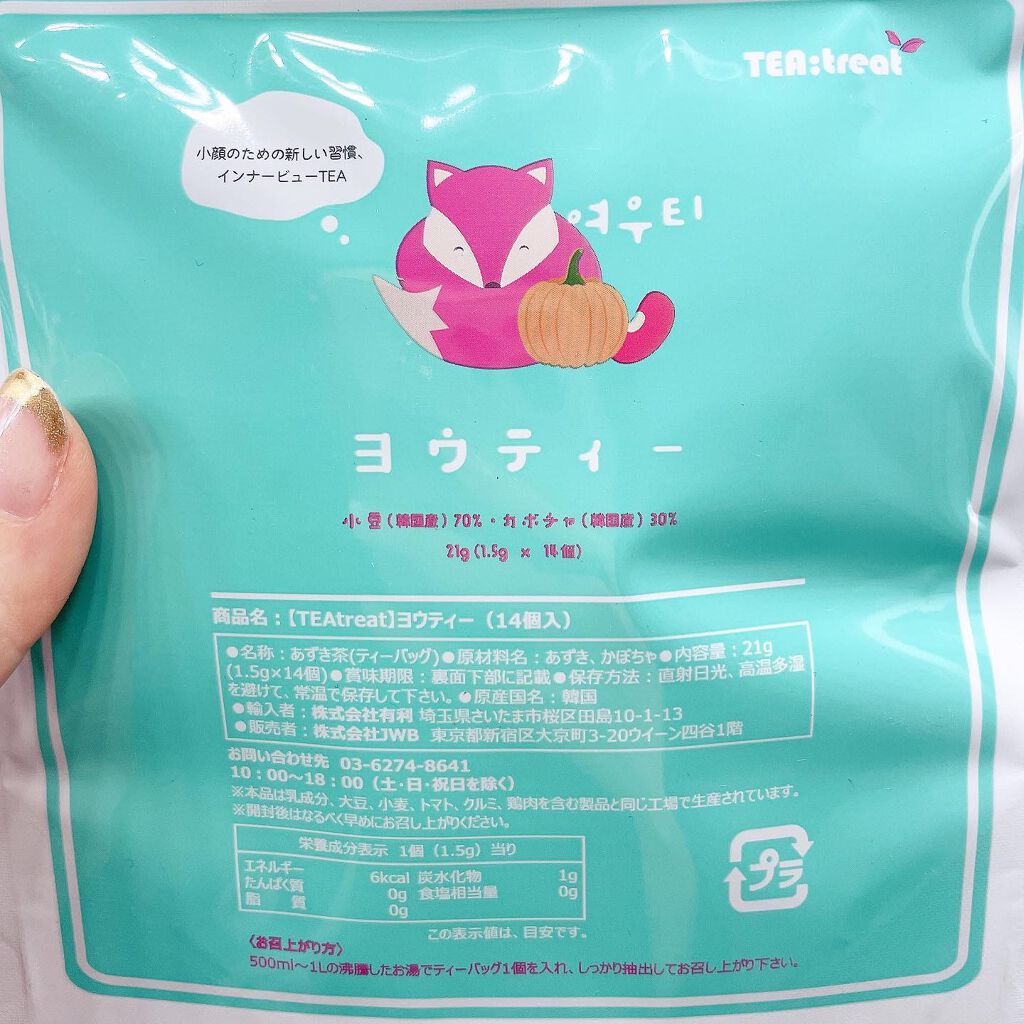 TEA:treat
小顔のための新しい習慣、
インナービューTEA
여우티
ヨウティー
小豆(韓国産)70%・カボチャ(韓国産)30%
21g(1.5g × 14個)
商品名:【TEAtreat】ヨウティー(14個入)
●名称:あずき茶(ティーバッグ)●原材料名:あずき、かぼちゃ●内容量:21g
(1.5g×14個)●賞味期限:裏面下部に記載●保存方法:直射日光、高温多湿
を避けて、常温で保存して下さい。●原産国名:韓国
●輸入者:株式会社有利 埼玉県さいたま市桜区田島10-1-13
●販売者:株式会社JWB 東京都新宿区大京町3-20ウイーン四谷1階
お問い合わせ先 03-6274-8641
10:00〜18:00(土・日・祝日を除く)
※本品は乳成分、大豆、小麦、トマト、クルミ、鶏肉を含む製品と同じ工場で生産されています。
※開封後はなるべく早めにお召し上がりください。
栄養成分表示 1個(1.5g)当り
エネルギー 6kcal 炭水化物 1g
たんぱく質 0g 食塩相当量 0g
脂 質 0g
この表示値は、目安です。
プラ
〈お召上がり方〉
500ml〜1Lの沸騰したお湯でティーバッグ1個を入れ、しっかり抽出してお召し上がり下さい。